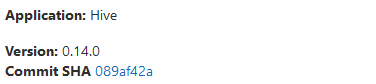 Application: Hive
Version: 0.14.0
Commit SHA 089af42a